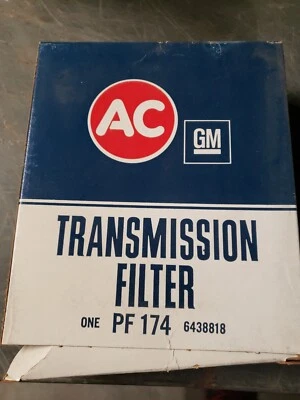 AC
GM
TRANSMISSION
FILTER
ONE PF 174 6438818